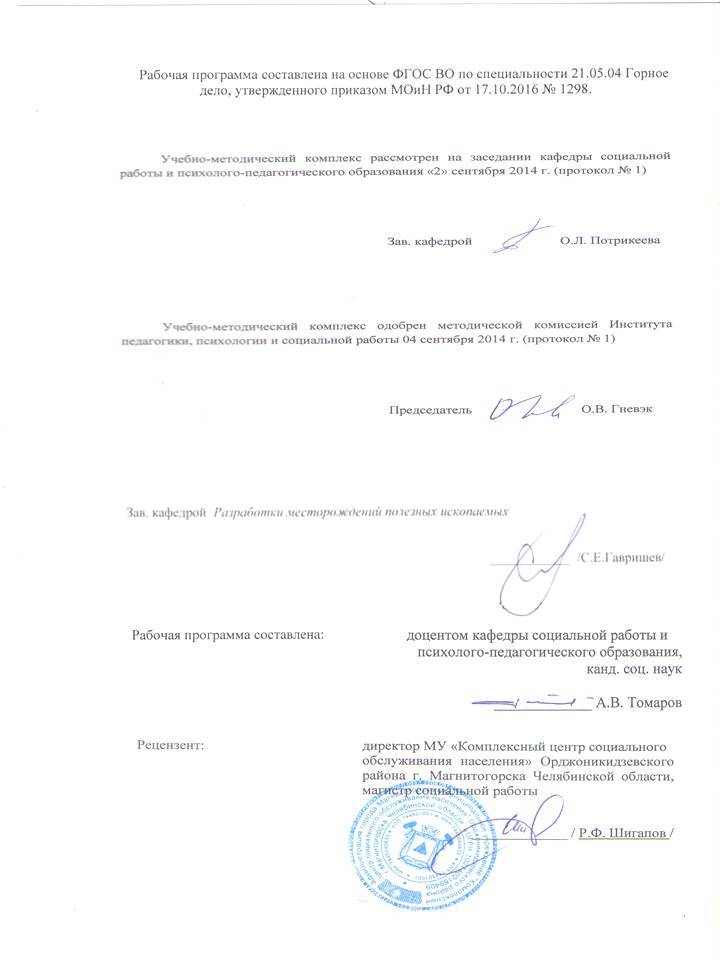 Рабочая программа составлена на основе ФГОС ВО по специальности 21.05.04 Горное
дело, утвержденного приказом МОиН РФ от 17.10.2016 № 1298.
Учебно-методический комплекс рассмотрен на заседании кафедры социальной
работы и психолого-педагогического образования «2» сентября 2014 г. (протокол № 1)
Зав. кафедрой О.Л. Потрикеева
Учебно-методический комплекс одобрен методической комиссией Института
педагогики, психологии и социальной работы 04 сентября 2014 г. (протокол № 1)
Председатель О.В. Гневэк
Зав. кафедрой Разработки месторождений полезных ископаемых
/С.Е.Гавришев/
Рабочая программа составлена: доцентом кафедры социальной работы и
психолого-педагогического образования,
канд. соц. наук
А.В. Томаров
Рецензент: директор МУ «Комплексный центр социального
обслуживания населения» Орджоникидзевского
района г. Магнитогорска Челябинской области,
магистр социальной работы
/ Р.Ф. Шигапов /